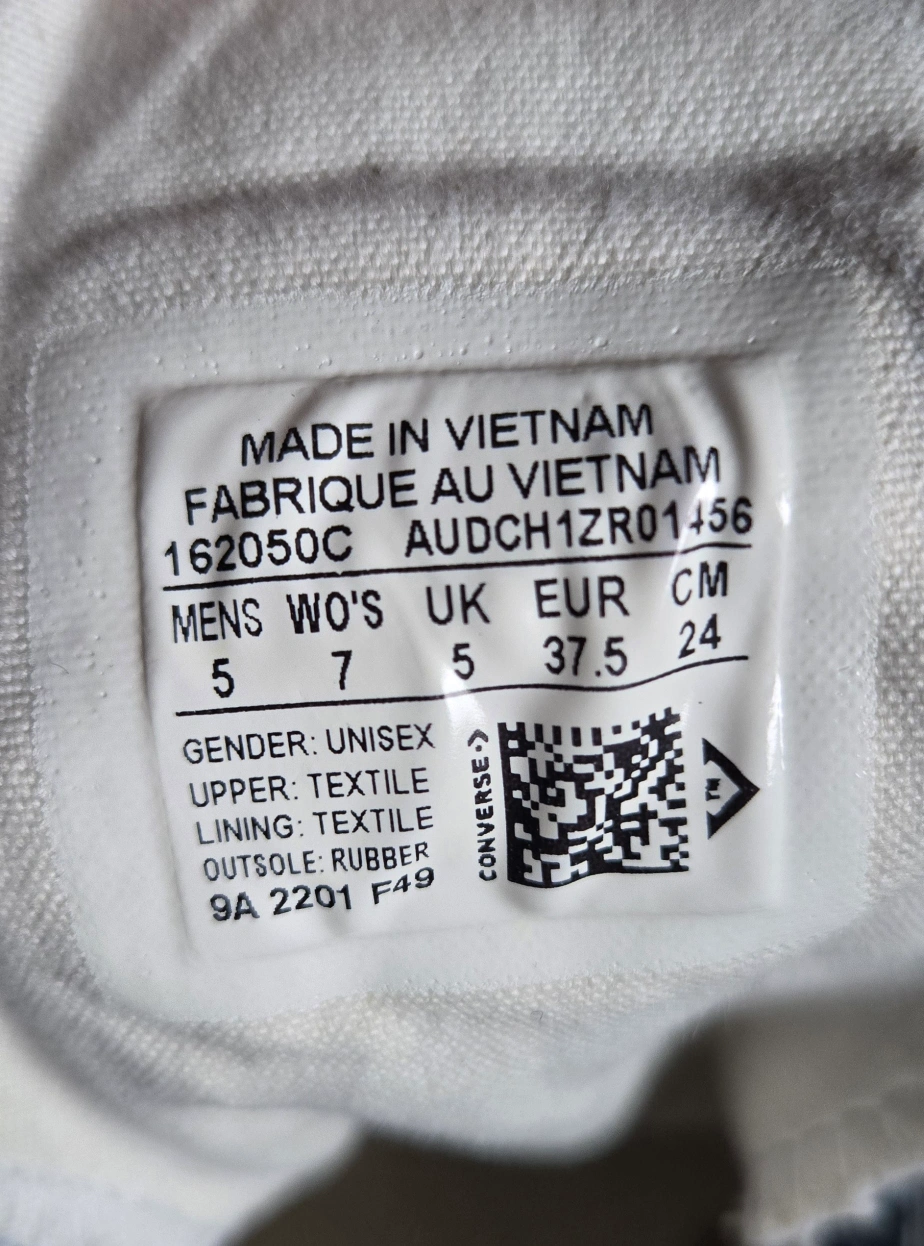 MADE IN VIETNAM
FABRIQUE AU VIETNAM
162050C AUDCH1ZR01456
MENS WO'S UK EUR CM
5 7 5 37.5 24
GENDER: UNISEX
UPPER: TEXTILE
LINING: TEXTILE
OUTSOLE: RUBBER
9A 2201 F49
CONVERSE
TM